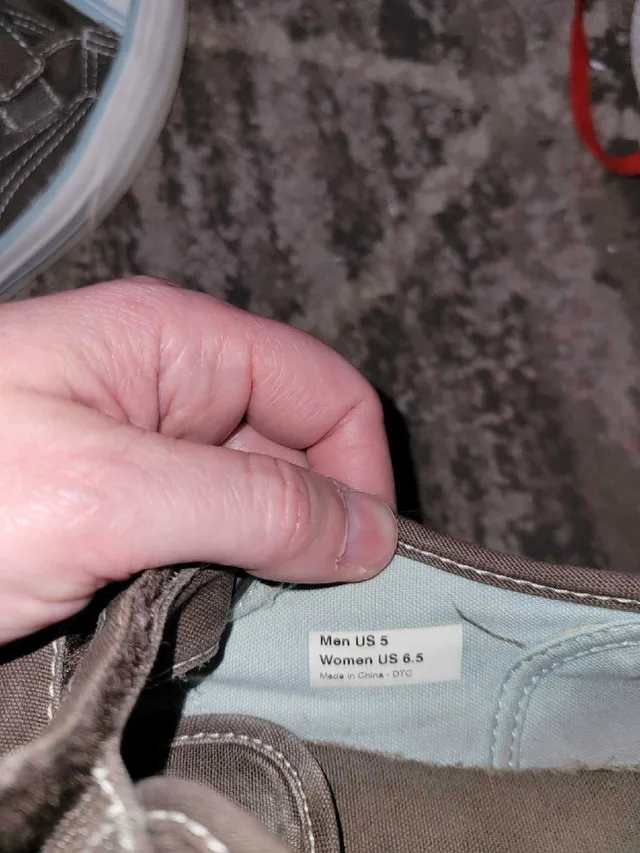 Men US 5
Women US 6.5
Made in China - DTC